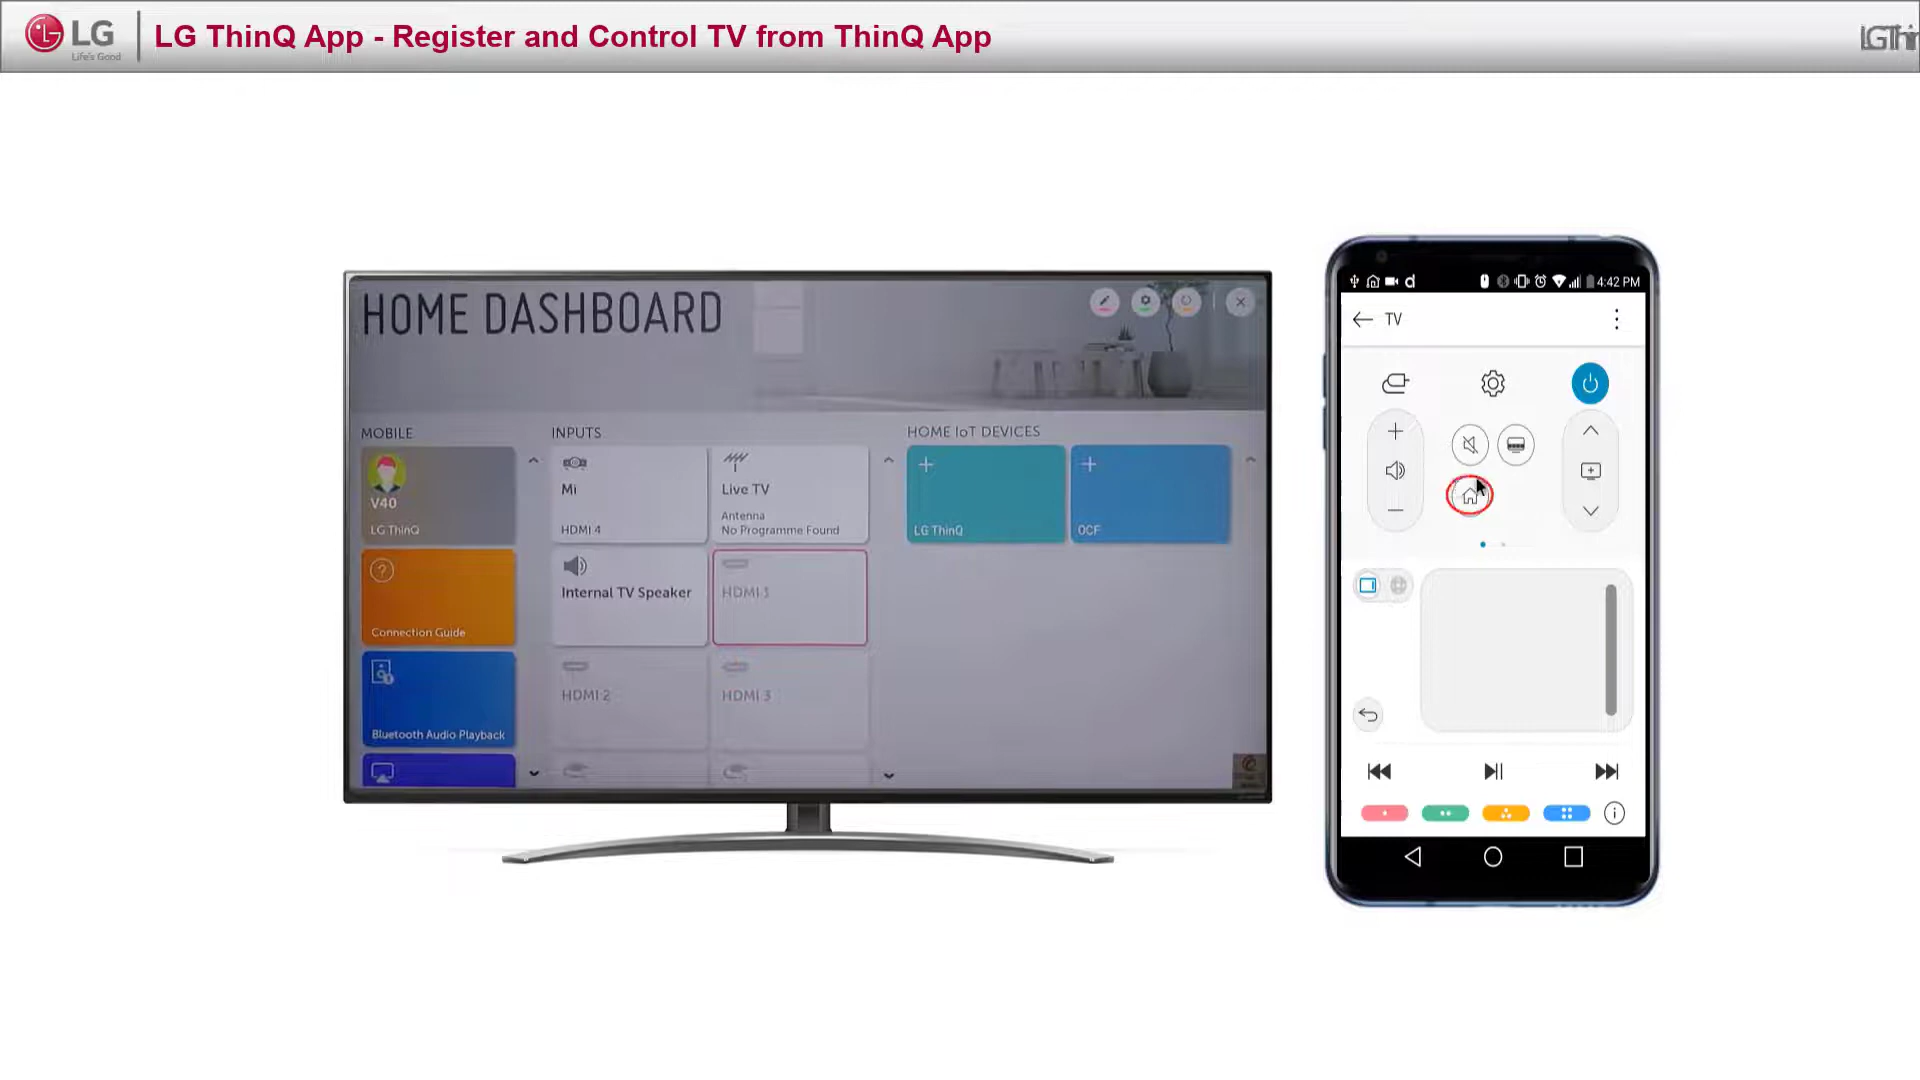 LG
Life's Good
LG ThinQ App - Register and Control TV from ThinQ App
HOME DASHBOARD
MOBILE
INPUTS
HOME IoT DEVICES
V40
LG ThinQ
Mi
HDMI 4
Live TV
Antenna
No Programme Found
LG ThinQ
OCF
Connection Guide
Internal TV Speaker
HDMI 1
Bluetooth Audio Playback
HDMI 2
HDMI 3
4:42 PM
TV